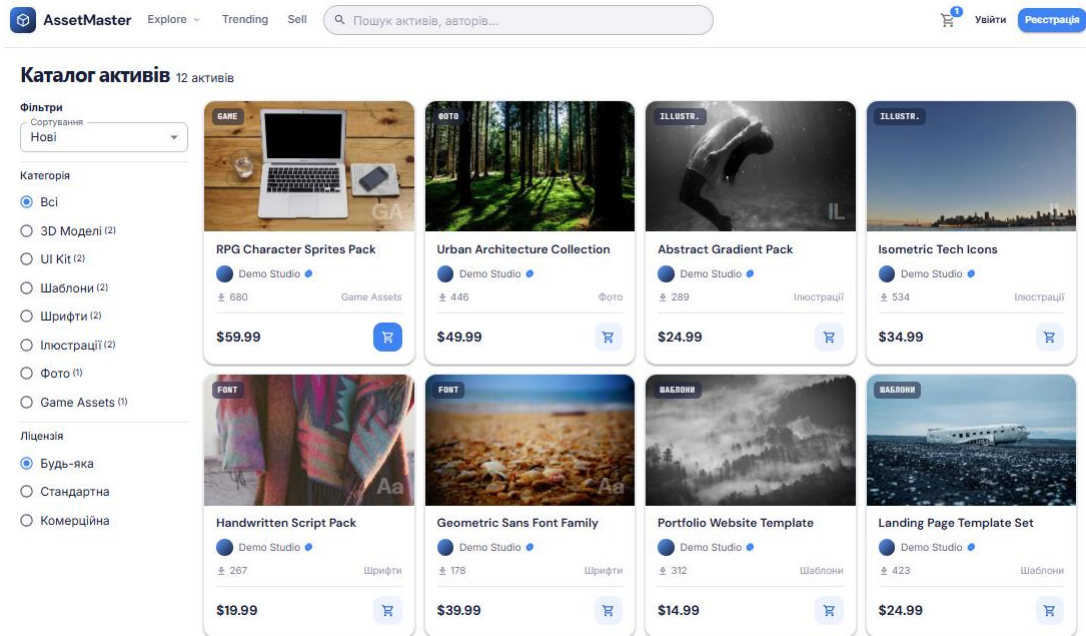 AssetMaster Explore Trending Sell Пошук активів, авторів... 1 Увійти Реєстрація
Каталог активів 12 активів
Фільтри
Сортування
Нові
Категорія
Всі
3D Моделі (2)
UI Kit (2)
Шаблони (2)
Шрифти (2)
Ілюстрації (2)
Фото (1)
Game Assets (1)
Ліцензія
Будь-яка
Стандартна
Комерційна
GAME
GA
RPG Character Sprites Pack
Demo Studio
680 Game Assets
$59.99
ФОТО
Urban Architecture Collection
Demo Studio
446 Фото
$49.99
ILLUSTR.
IL
Abstract Gradient Pack
Demo Studio
289 Ілюстрації
$24.99
ILLUSTR.
IL
Isometric Tech Icons
Demo Studio
534 Ілюстрації
$34.99
FONT
Aa
Handwritten Script Pack
Demo Studio
267 Шрифти
$19.99
FONT
Aa
Geometric Sans Font Family
Demo Studio
178 Шрифти
$39.99
ШАБЛОНИ
Portfolio Website Template
Demo Studio
312 Шаблони
$14.99
ШАБЛОНИ
Landing Page Template Set
Demo Studio
423 Шаблони
$24.99